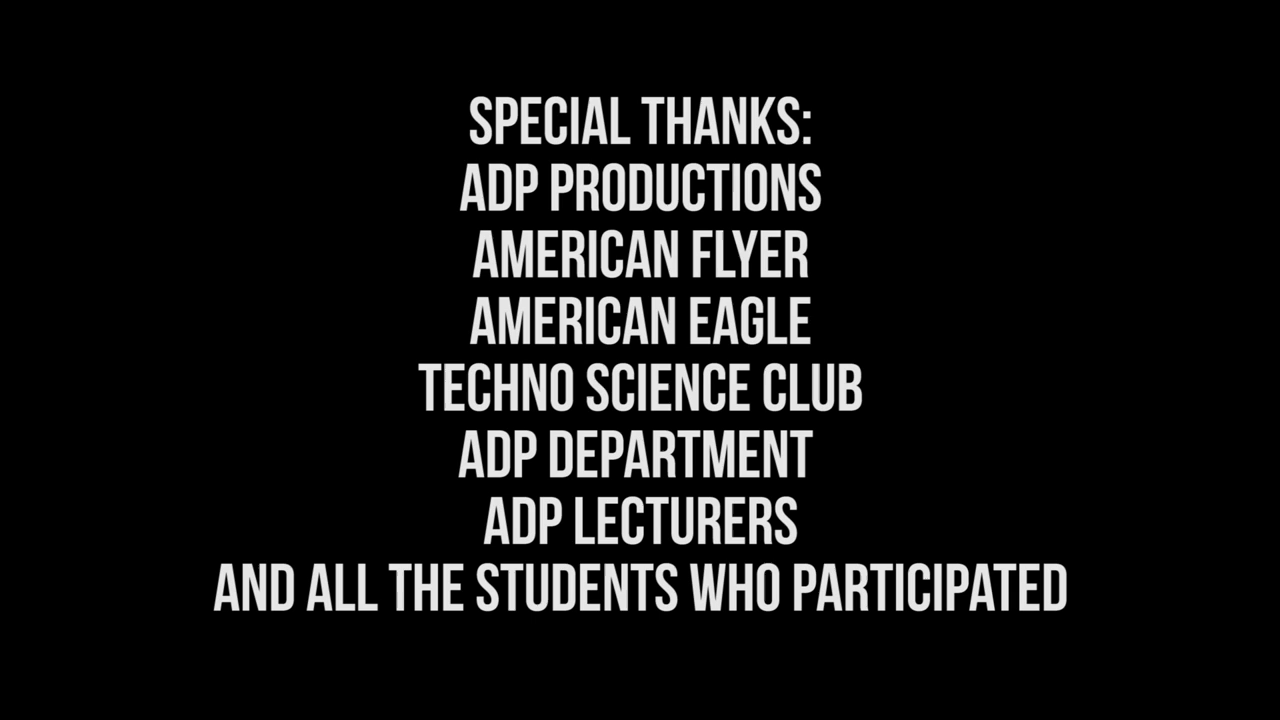 SPECIAL THANKS:
ADP PRODUCTIONS
AMERICAN FLYER
AMERICAN EAGLE
TECHNO SCIENCE CLUB
ADP DEPARTMENT
ADP LECTURERS
AND ALL THE STUDENTS WHO PARTICIPATED